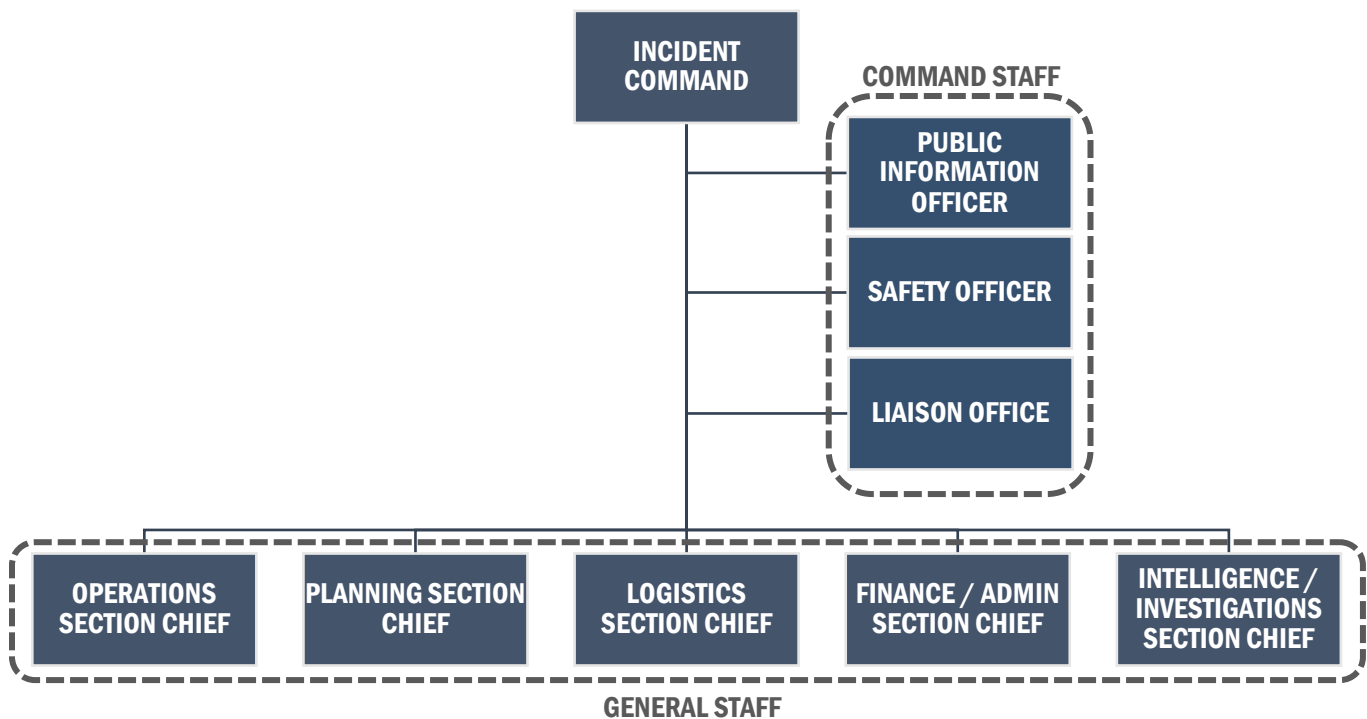 INCIDENT
COMMAND
COMMAND STAFF
PUBLIC
INFORMATION
OFFICER
SAFETY OFFICER
LIAISON OFFICE
OPERATIONS
SECTION CHIEF
PLANNING SECTION
CHIEF
LOGISTICS
SECTION CHIEF
FINANCE / ADMIN
SECTION CHIEF
INTELLIGENCE /
INVESTIGATIONS
SECTION CHIEF
GENERAL STAFF